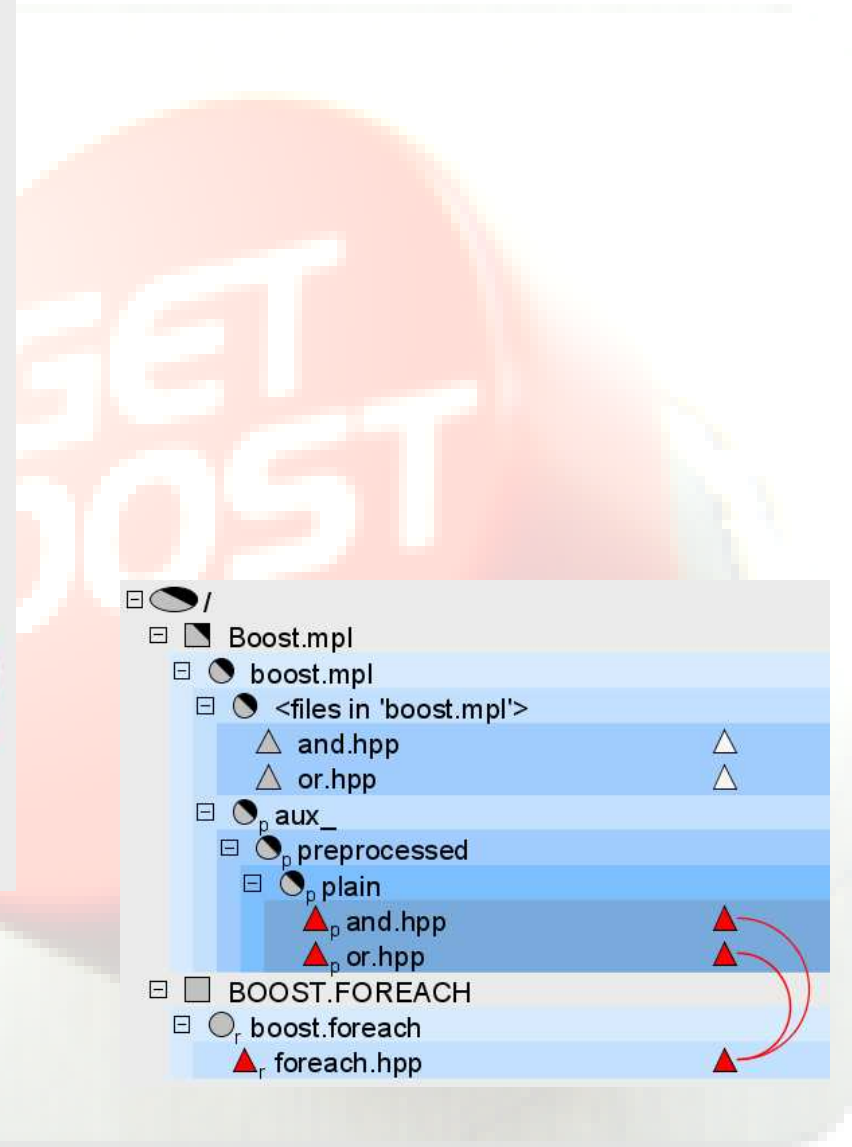 GET
OOST
/
Boost.mpl
boost.mpl
<files in 'boost.mpl'>
and.hpp
or.hpp
p aux_
p preprocessed
p plain
p and.hpp
p or.hpp
BOOST.FOREACH
r boost.foreach
r foreach.hpp